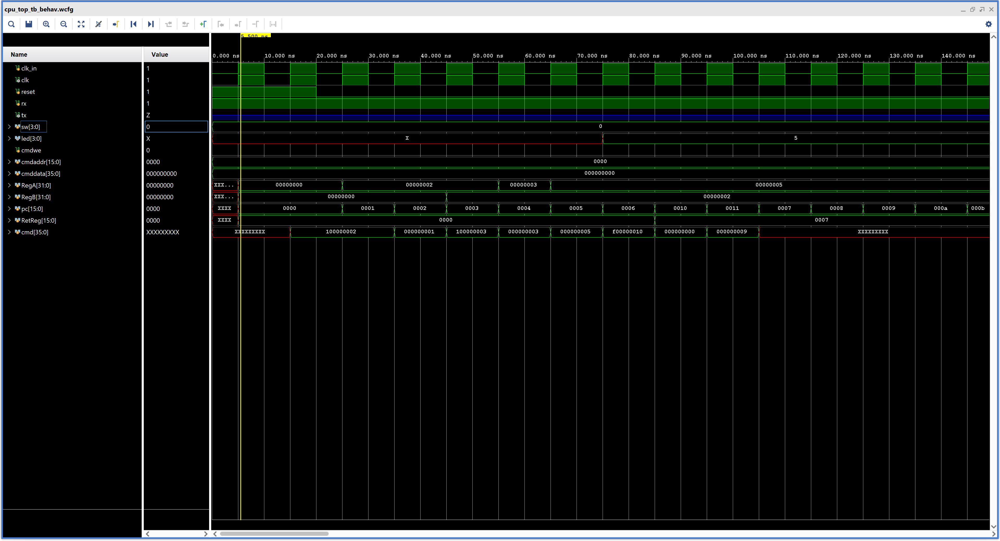 cpu_top_tb_behav.wcfg
5.500 ns
Name Value
0.000 ns 10.000 ns 20.000 ns 30.000 ns 40.000 ns 50.000 ns 60.000 ns 70.000 ns 80.000 ns 90.000 ns 100.000 ns 110.000 ns 120.000 ns 130.000 ns 140.000 ns
clk_in 1
clk 1
reset 1
rx 1
tx Z
sw[3:0] 0 0
led[3:0] X X 5
cmdwe 0
cmdaddr[15:0] 0000 0000
cmddata[35:0] 000000000 000000000
RegA[31:0] 00000000 XXX... 00000000 00000002 00000003 00000005
RegB[31:0] 00000000 XXX... 00000000 00000002
pc[15:0] 0000 XXXX 0000 0001 0002 0003 0004 0005 0006 0010 0011 0007 0008 0009 000a 000b
RetReg[15:0] 0000 XXXX 0000 0007
cmd[35:0] XXXXXXXXX XXXXXXXXX 100000002 000000001 100000003 000000003 000000005 f00000010 000000000 000000009 XXXXXXXXX